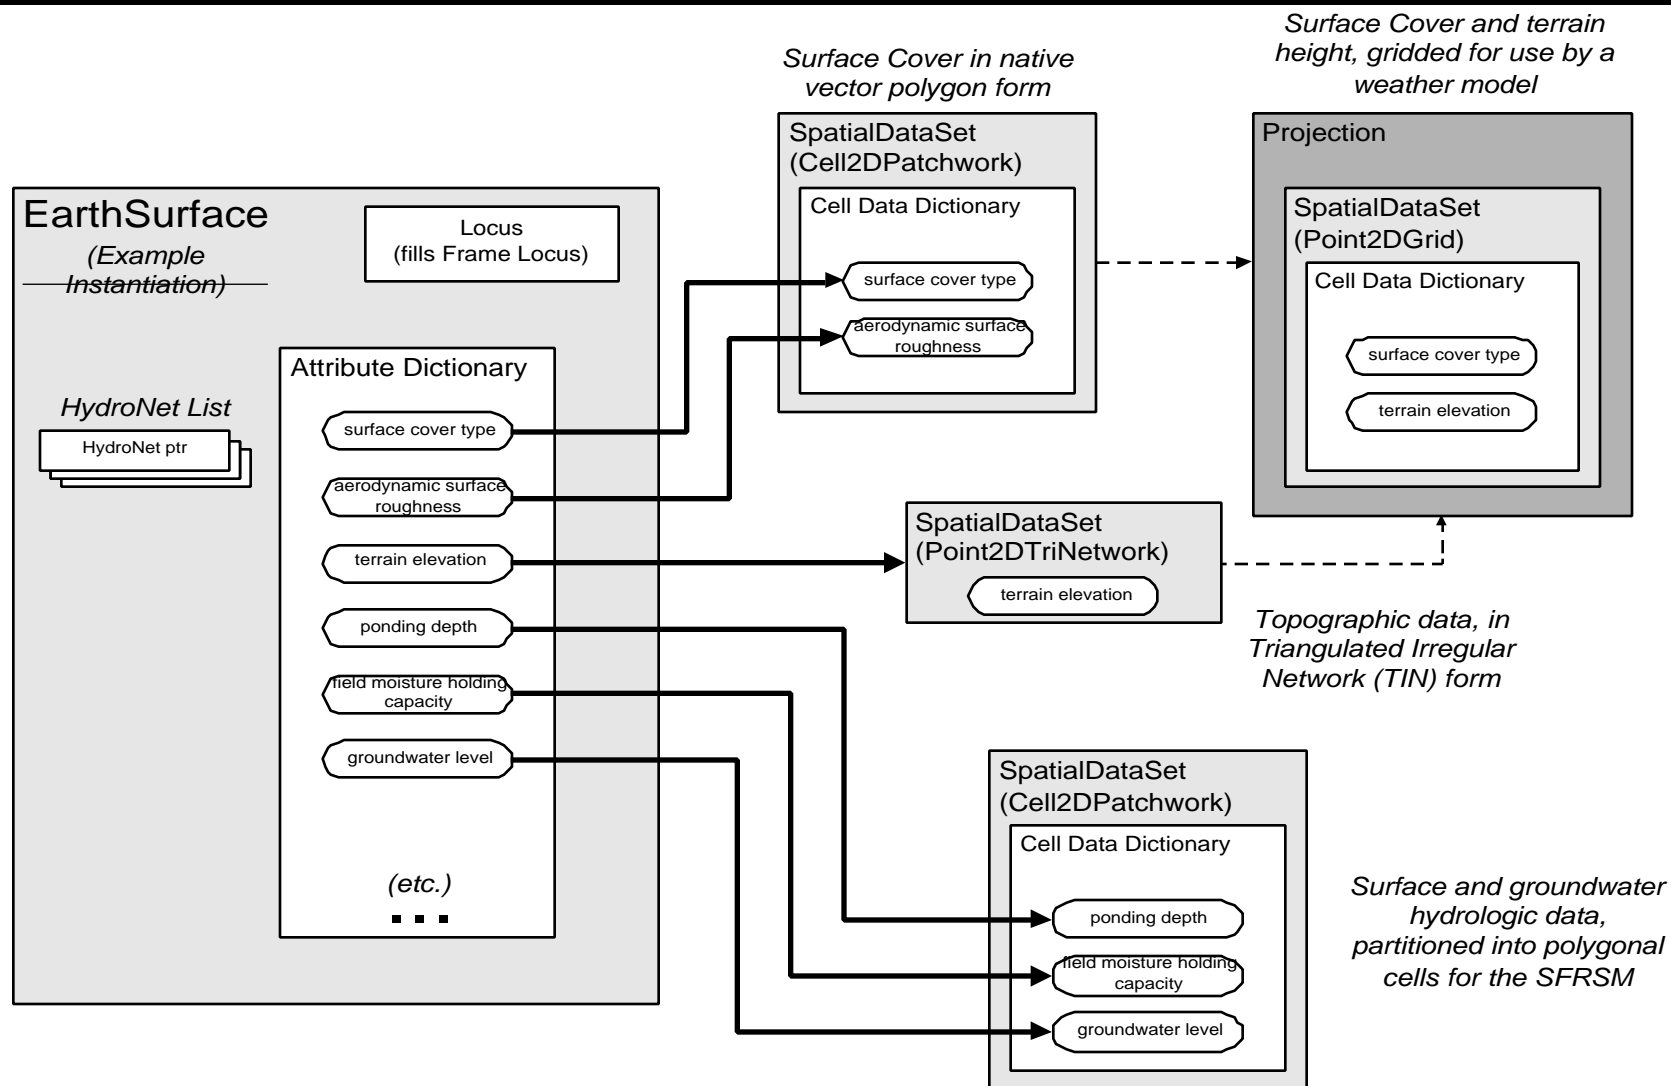 Surface Cover and terrain
height, gridded for use by a
weather model
Surface Cover in native
vector polygon form
SpatialDataSet
(Cell2DPatchwork)
Cell Data Dictionary
surface cover type
aerodynamic surface
roughness
Projection
SpatialDataSet
(Point2DGrid)
Cell Data Dictionary
surface cover type
terrain elevation
EarthSurface
(Example
Instantiation)
Locus
(fills Frame Locus)
HydroNet List
HydroNet ptr
Attribute Dictionary
surface cover type
aerodynamic surface
roughness
terrain elevation
ponding depth
field moisture holding
capacity
groundwater level
(etc.)
SpatialDataSet
(Point2DTriNetwork)
terrain elevation
Topographic data, in
Triangulated Irregular
Network (TIN) form
SpatialDataSet
(Cell2DPatchwork)
Cell Data Dictionary
ponding depth
field moisture holding
capacity
groundwater level
Surface and groundwater
hydrologic data,
partitioned into polygonal
cells for the SFRSM